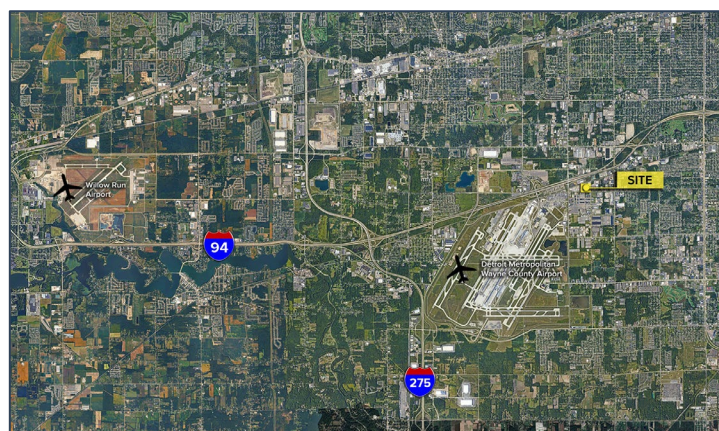 SITE
Willow Run
Airport
94
Detroit Metropolitan
Wayne County Airport
275